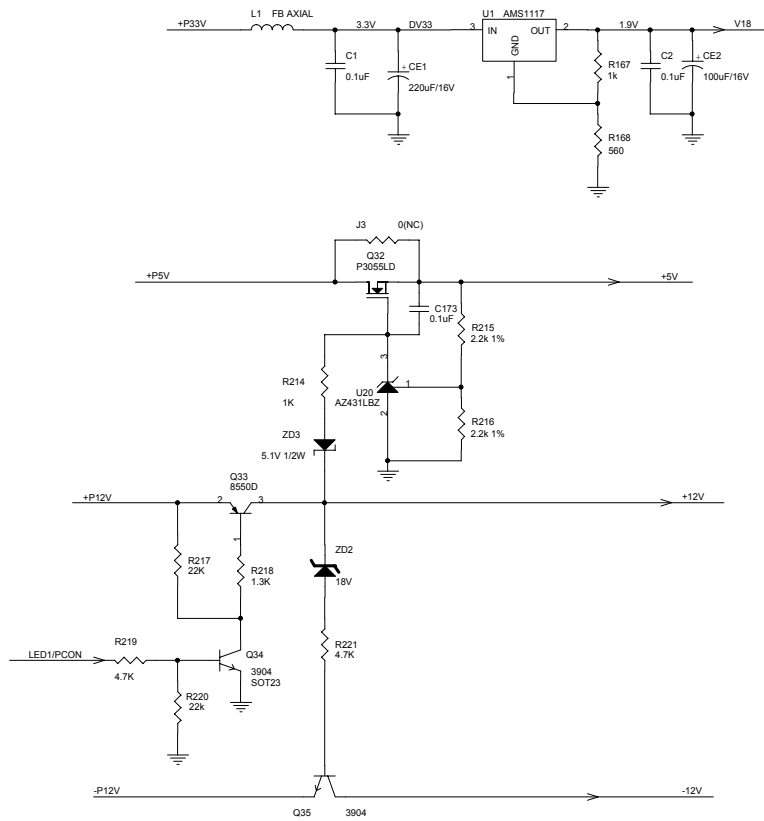 L1 FB AXIAL
+P33V
3.3V
DV33
U1 AMS1117
3
IN
OUT
2
GND
1
1.9V
V18
C1
0.1uF
+
CE1
220uF/16V
R167
1k
C2
0.1uF
+
CE2
100uF/16V
R168
560
J3
0(NC)
Q32
P3055LD
+P5V
+5V
C173
0.1uF
R215
2.2k 1%
R214
1K
3
1
U20
AZ431LBZ
2
R216
2.2k 1%
ZD3
5.1V 1/2W
Q33
8550D
+P12V
2
3
+12V
1
R217
22K
R218
1.3K
ZD2
18V
R219
LED1/PCON
4.7K
Q34
3904
SOT23
R221
4.7K
R220
22k
-P12V
-12V
Q35
3904